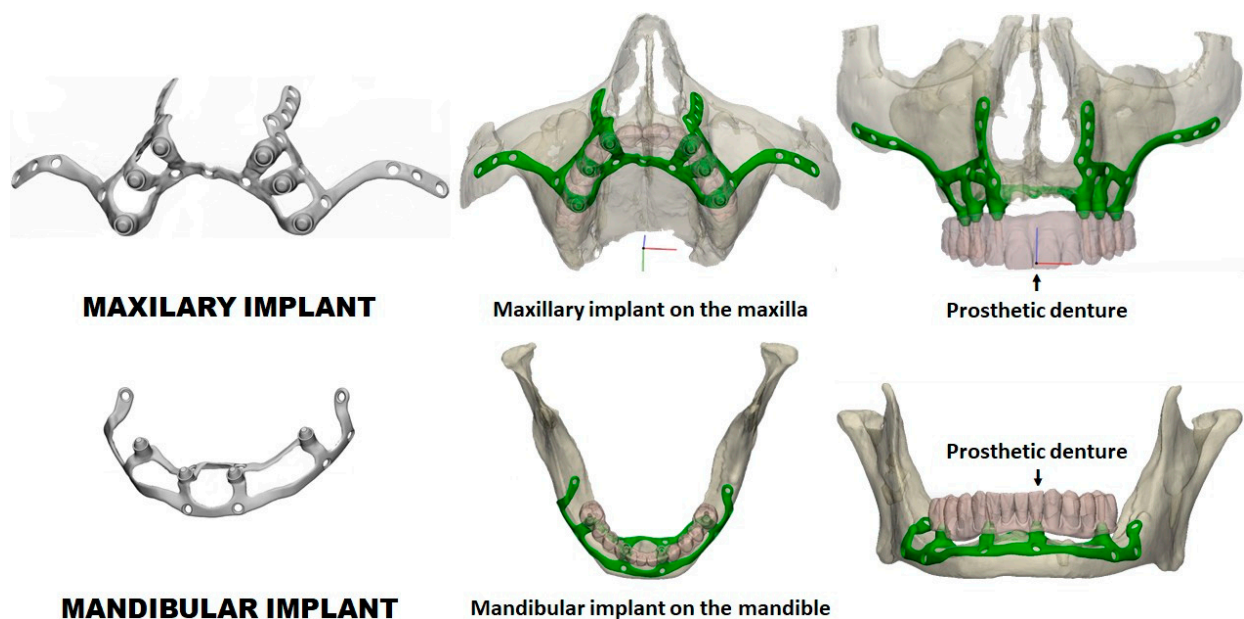 MAXILARY IMPLANT
Maxillary implant on the maxilla
Prosthetic denture
Prosthetic denture
MANDIBULAR IMPLANT
Mandibular implant on the mandible